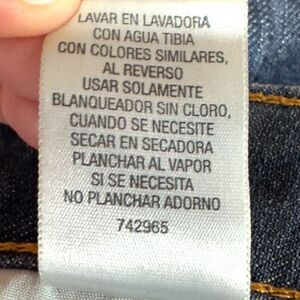 LAVAR EN LAVADORA
CON AGUA TIBIA
CON COLORES SIMILARES,
AL REVERSO
USAR SOLAMENTE
BLANQUEADOR SIN CLORO,
CUANDO SE NECESITE
SECAR EN SECADORA
PLANCHAR AL VAPOR
SI SE NECESITA
NO PLANCHAR ADORNO
742965